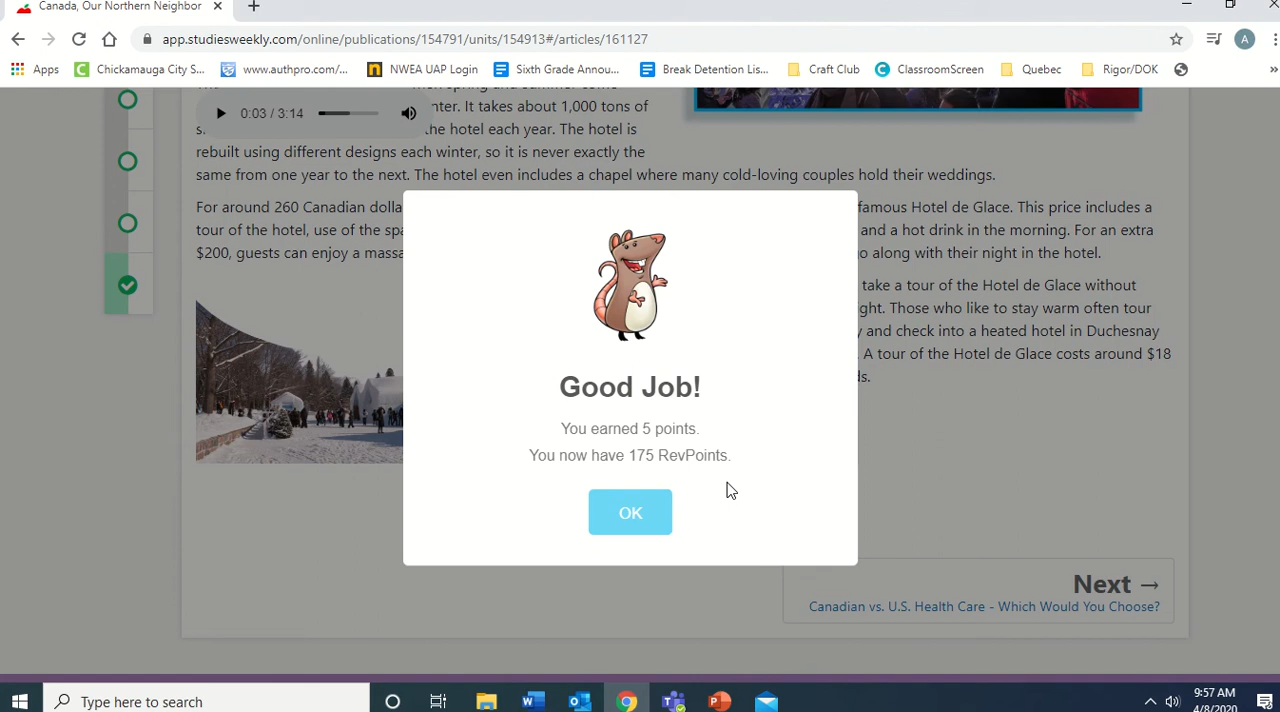 Canada, Our Northern Neighbor
app.studiesweekly.com/online/publications/154791/units/154913#/articles/161127
A
Apps
Chickamauga City S...
www.authpro.com/...
NWEA UAP Login
Sixth Grade Annou...
Break Detention Lis...
Craft Club
ClassroomScreen
Quebec
Rigor/DOK
»
0:03 / 3:14
nter. It takes about 1,000 tons of
the hotel each year. The hotel is
rebuilt using different designs each winter, so it is never exactly the
same from one year to the next. The hotel even includes a chapel where many cold-loving couples hold their weddings.
For around 260 Canadian dolla
famous Hotel de Glace. This price includes a
tour of the hotel, use of the spa
and a hot drink in the morning. For an extra
$200, guests can enjoy a massa
o along with their night in the hotel.
take a tour of the Hotel de Glace without
ght. Those who like to stay warm often tour
y and check into a heated hotel in Duchesnay
A tour of the Hotel de Glace costs around $18
ds.
Good Job!
You earned 5 points.
You now have 175 RevPoints.
OK
Next →
Canadian vs. U.S. Health Care - Which Would You Choose?
Type here to search
9:57 AM
4/8/2020